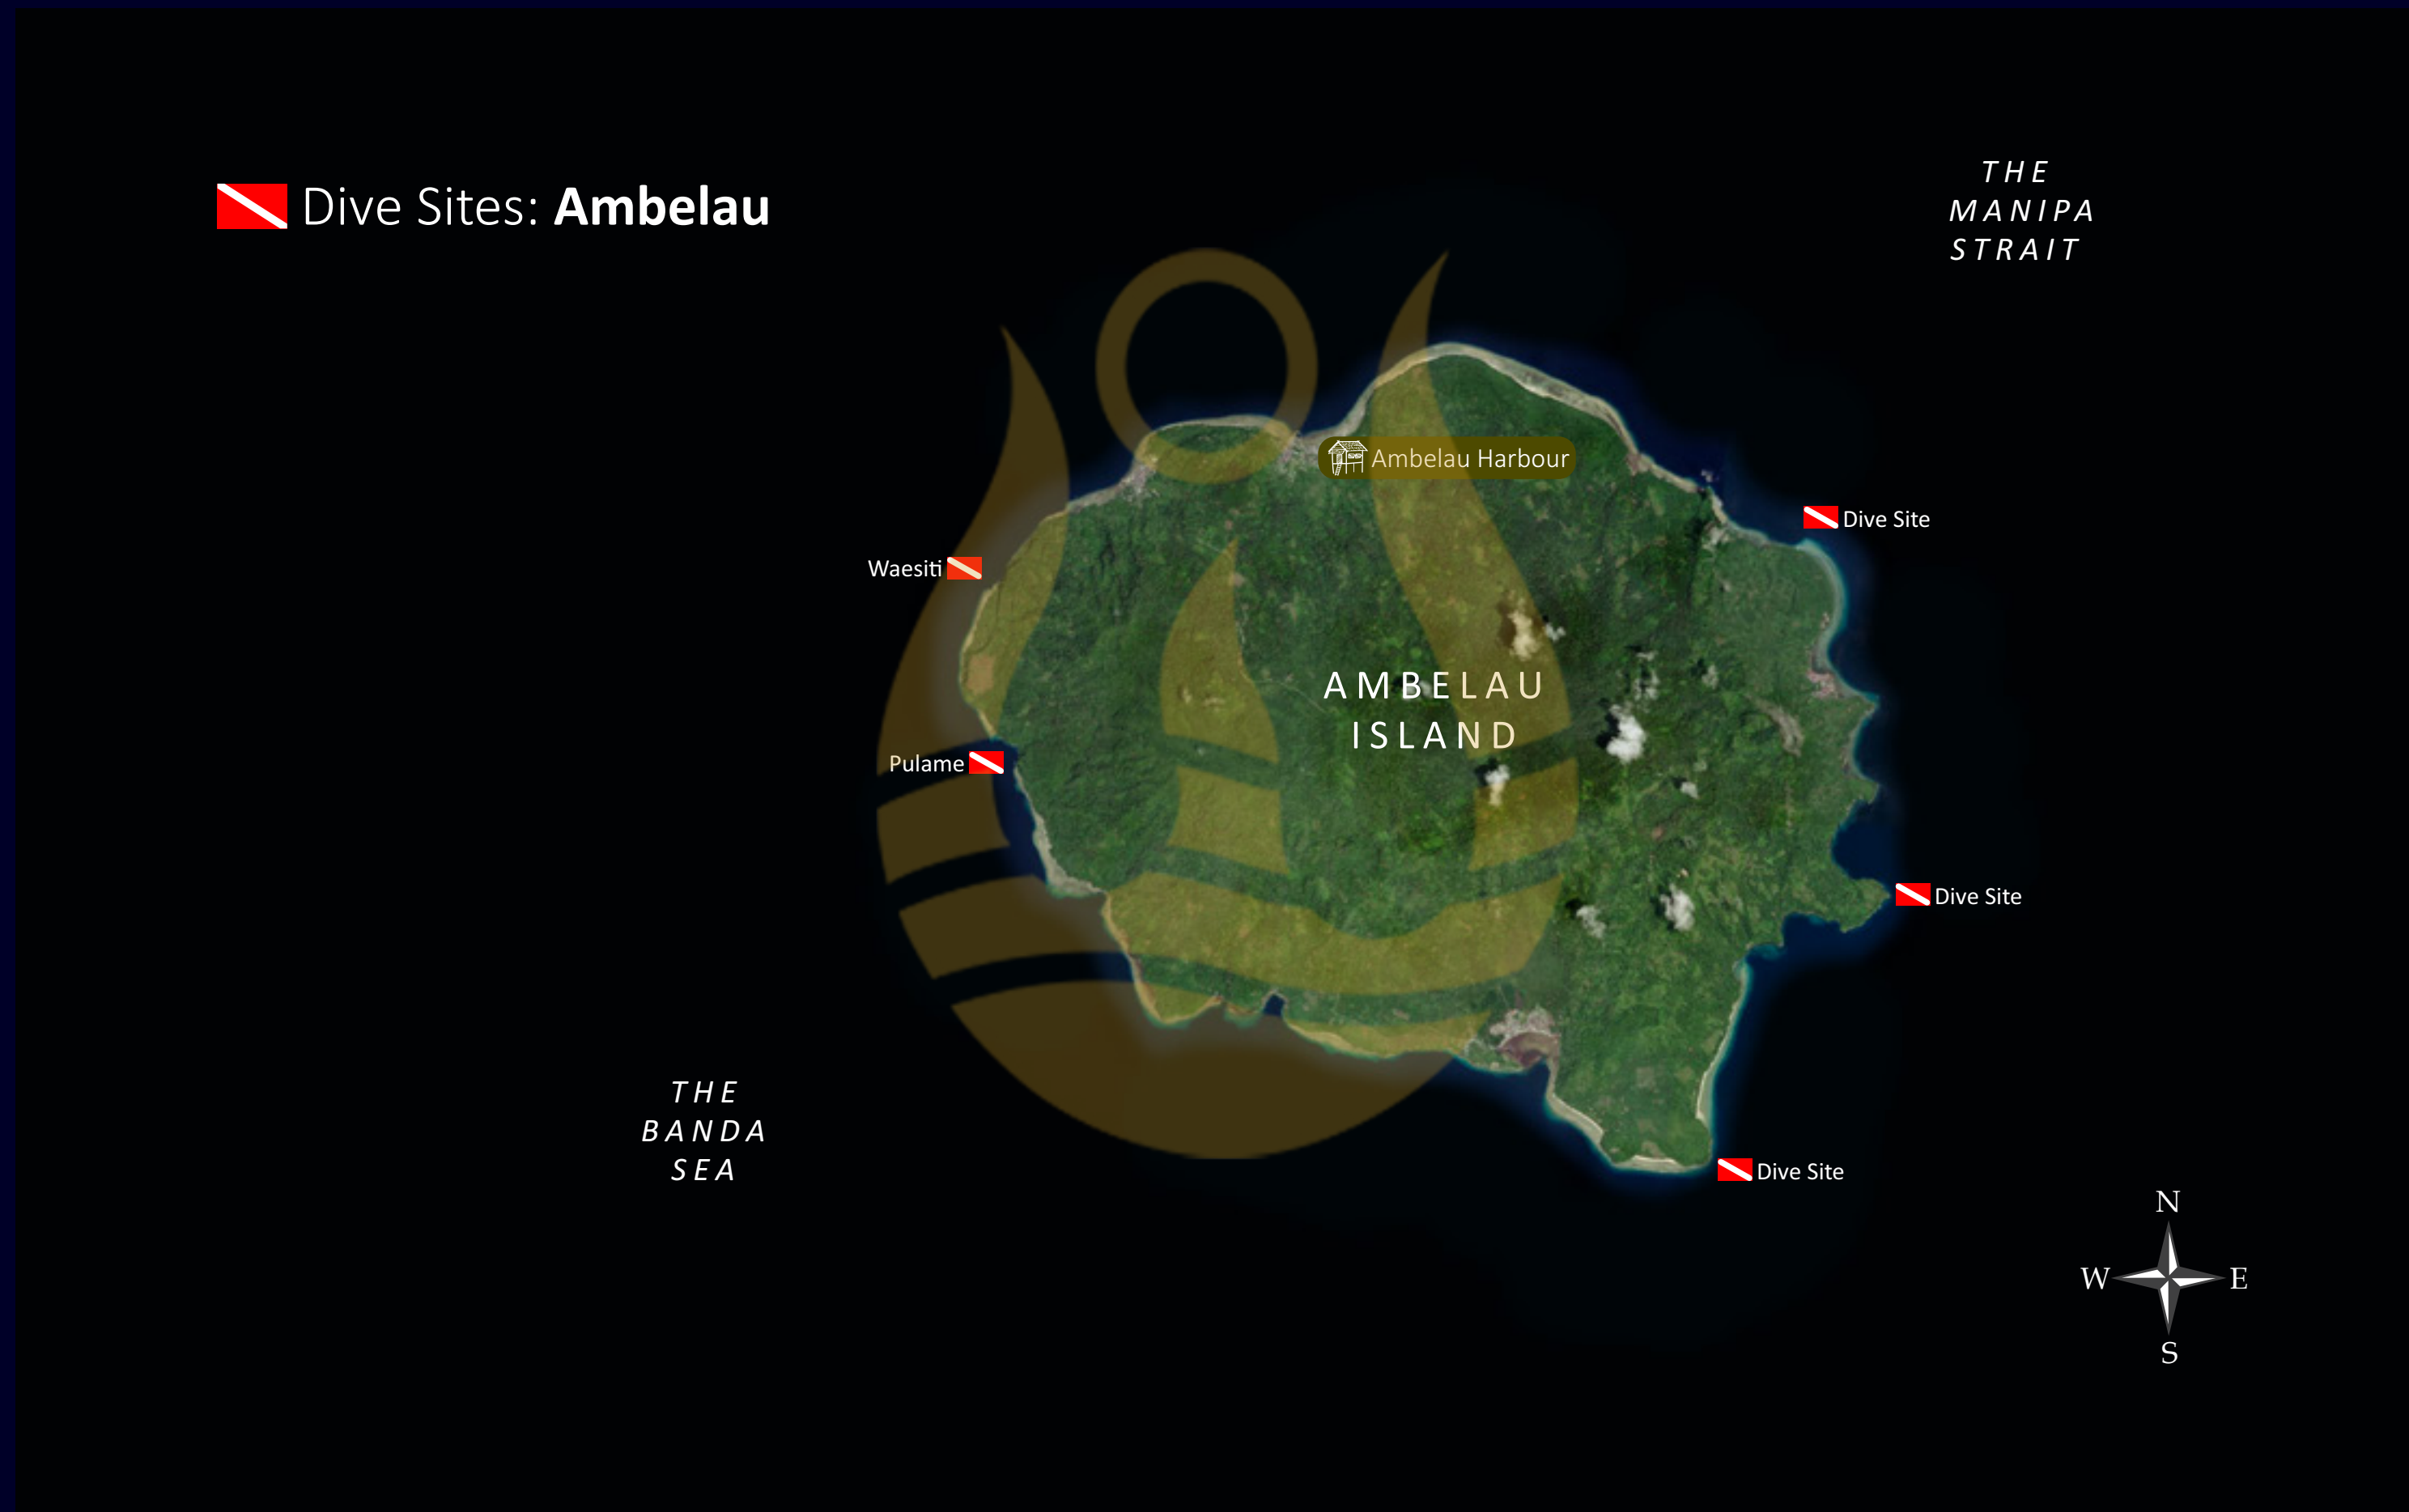 Dive Sites: Ambelau
THE
MANIPA
STRAIT
Ambelau Harbour
Dive Site
Waesiti
AMBELAU
ISLAND
Pulame
Dive Site
THE
BANDA
SEA
Dive Site
N
W E
S